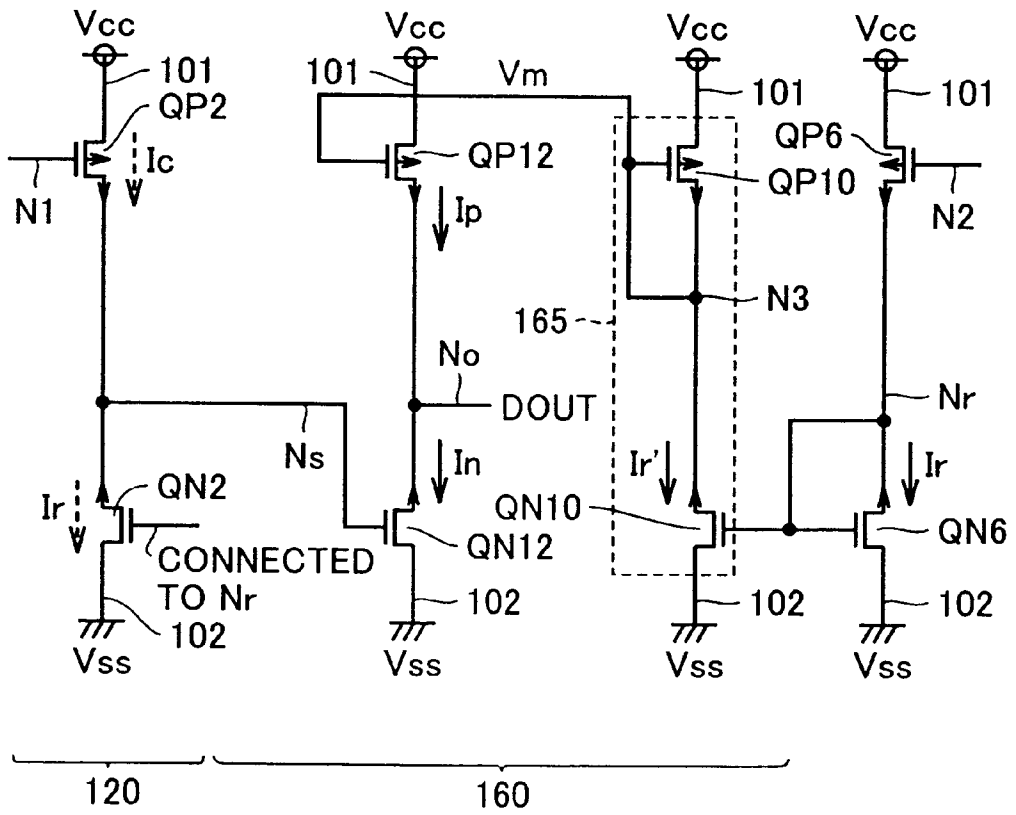 Vcc Vcc Vcc Vcc
101 101 Vm 101 101
QP2 QP12 QP10 QP6
Ic
N1 Ip N2
N3
165
No
DOUT Nr
Ns
Ir QN2 In Ir' Ir
QN10
CONNECTED
TO Nr
QN12 QN6
102 102 102 102
Vss Vss Vss Vss
120 160